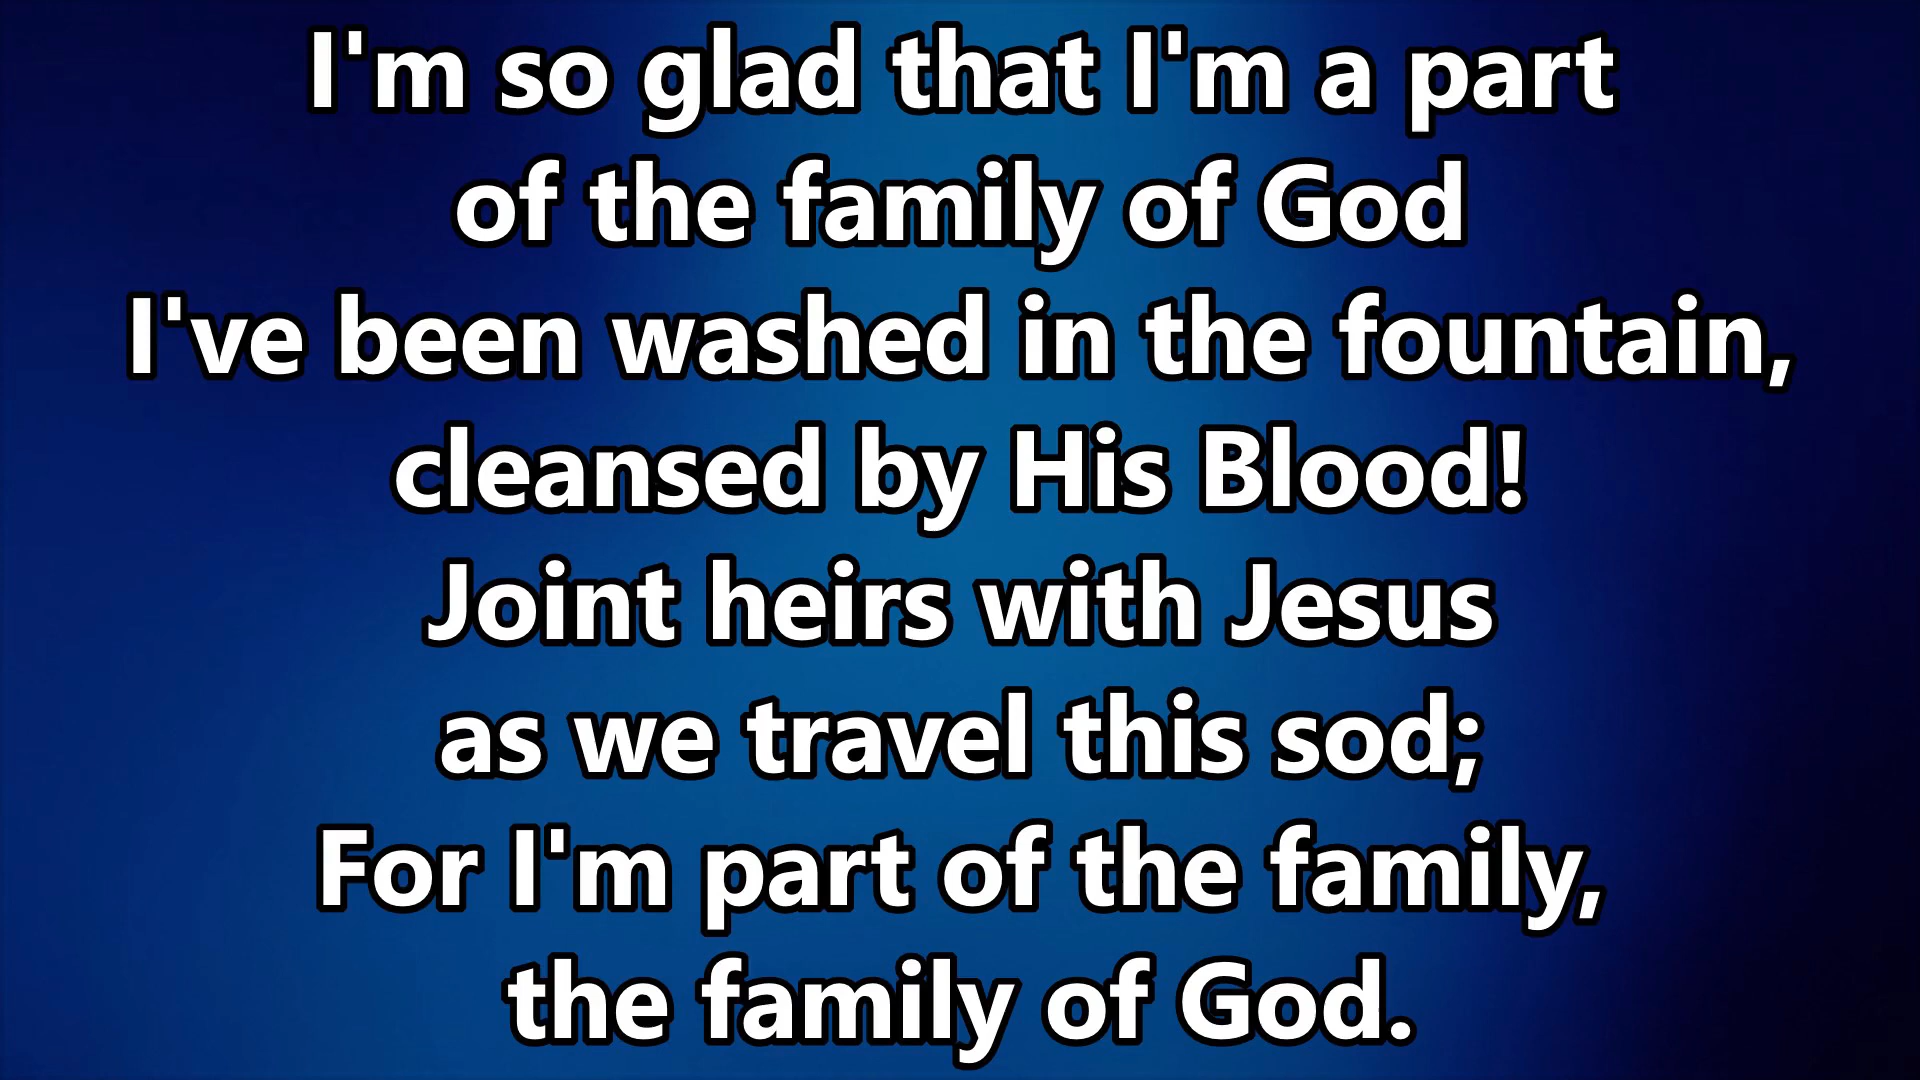 I'm so glad that I'm a part
of the family of God
I've been washed in the fountain,
cleansed by His Blood!
Joint heirs with Jesus
as we travel this sod;
For I'm part of the family,
the family of God.